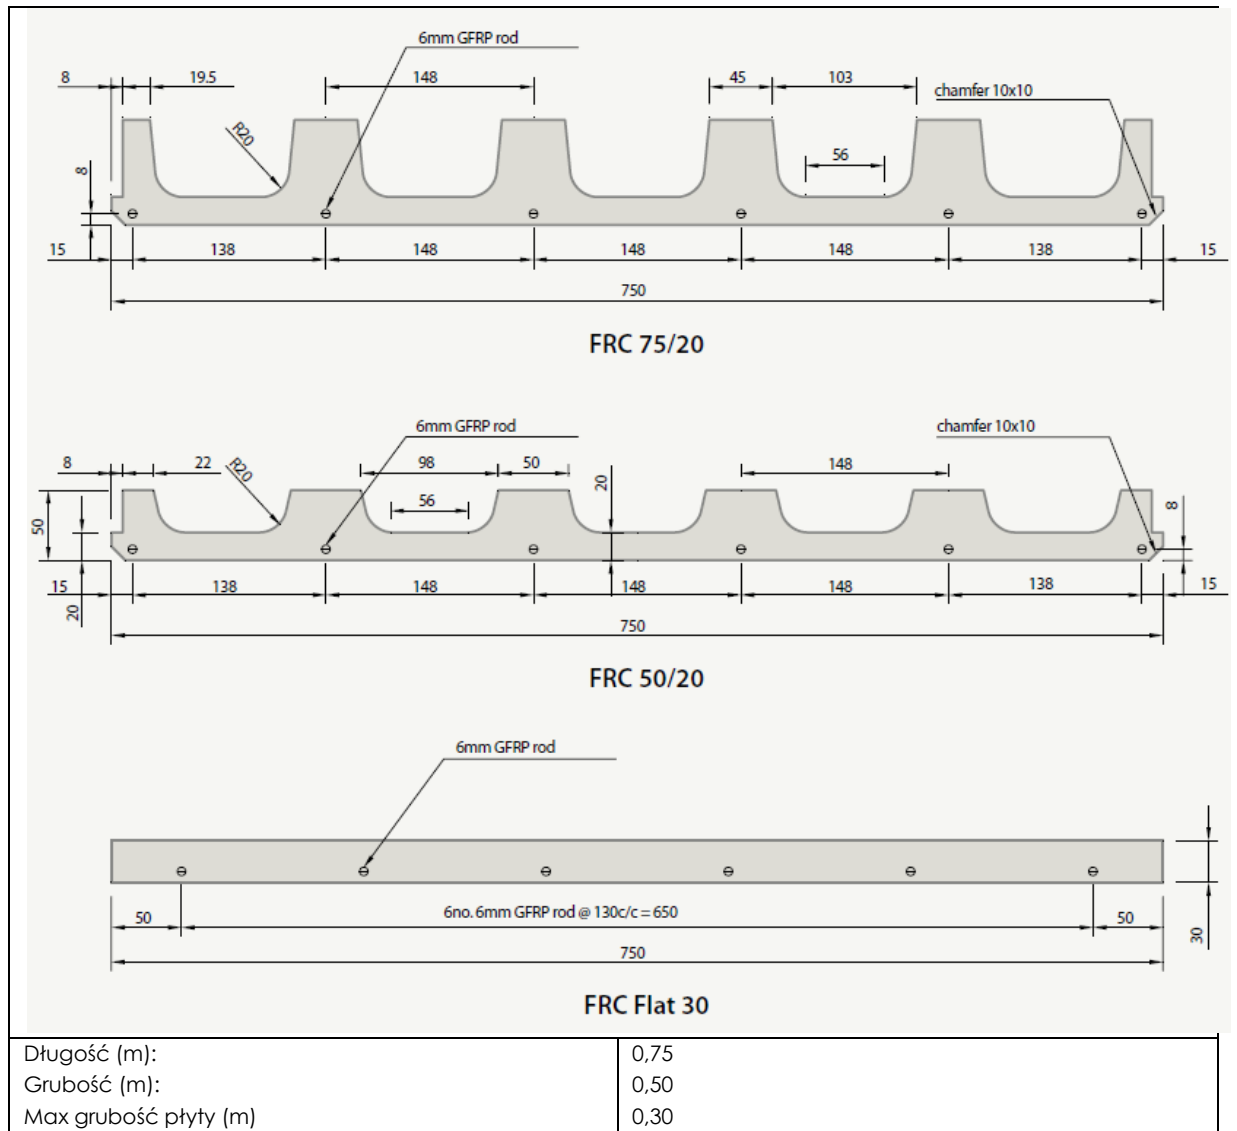 6mm GFRP rod
8 19.5 148 45 103 chamfer 10x10
R20
56
8
15 138 148 148 148 138 15
750
FRC 75/20
6mm GFRP rod chamfer 10x10
8 22 R20 98 50 148
20
56
50
8
15 138 148 148 148 138 15
20
750
FRC 50/20
6mm GFRP rod
50 6no. 6mm GFRP rod @ 130c/c = 650 50
30
750
FRC Flat 30
Długość (m): 0,75
Grubość (m): 0,50
Max grubość płyty (m) 0,30